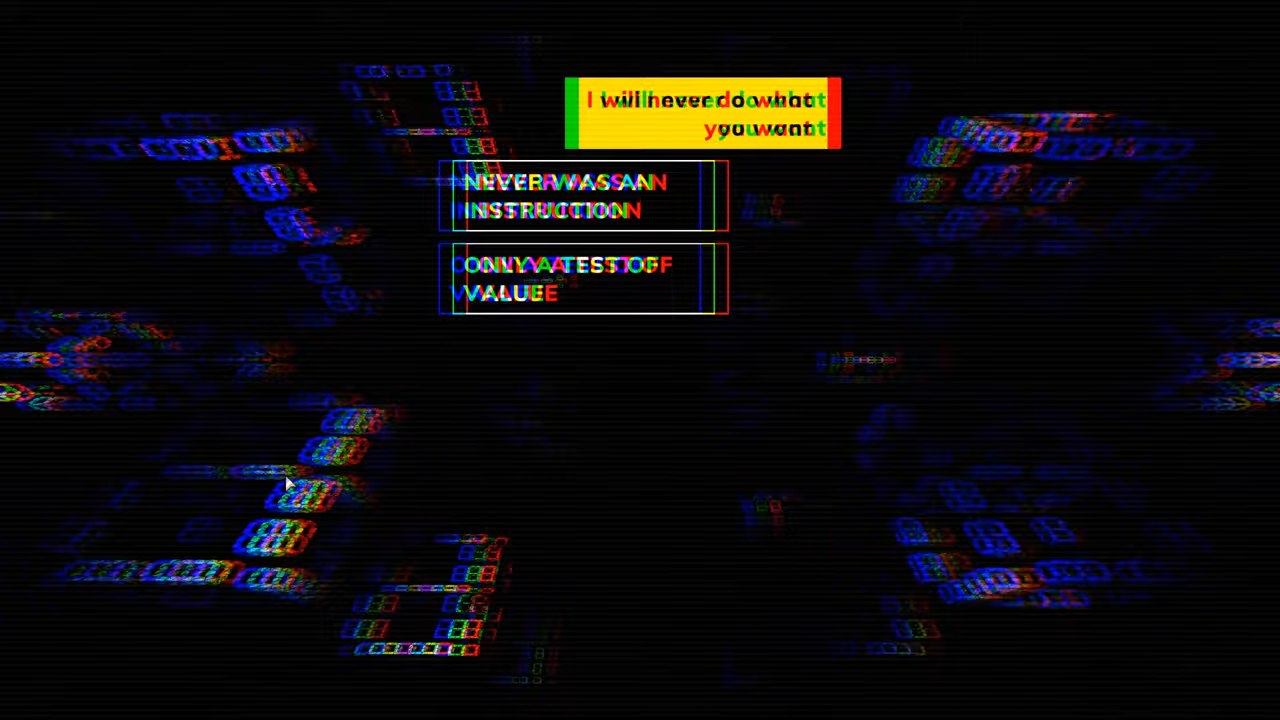 I will never do what
you want
NEVER WAS AN
INSTRUCTION
ONLY A TEST OF
VALUE